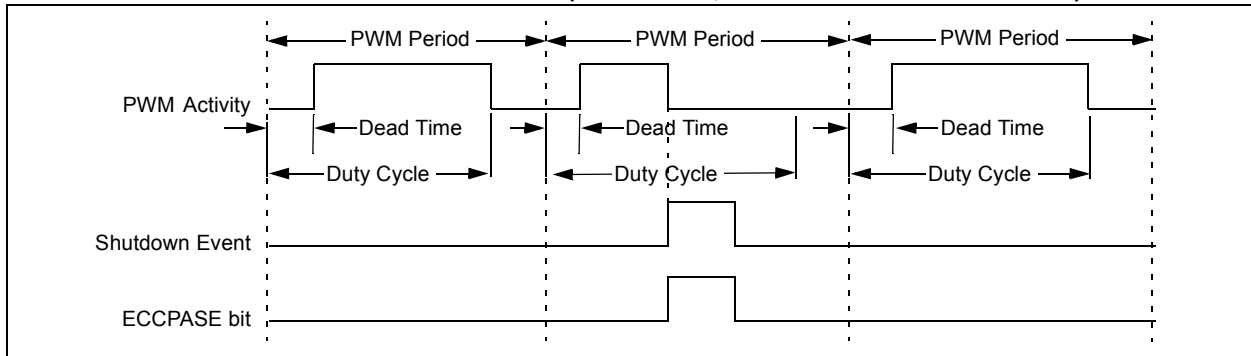 PWM Period PWM Period PWM Period
PWM Activity
Dead Time Dead Time Dead Time
Duty Cycle Duty Cycle Duty Cycle
Shutdown Event
ECCPASE bit